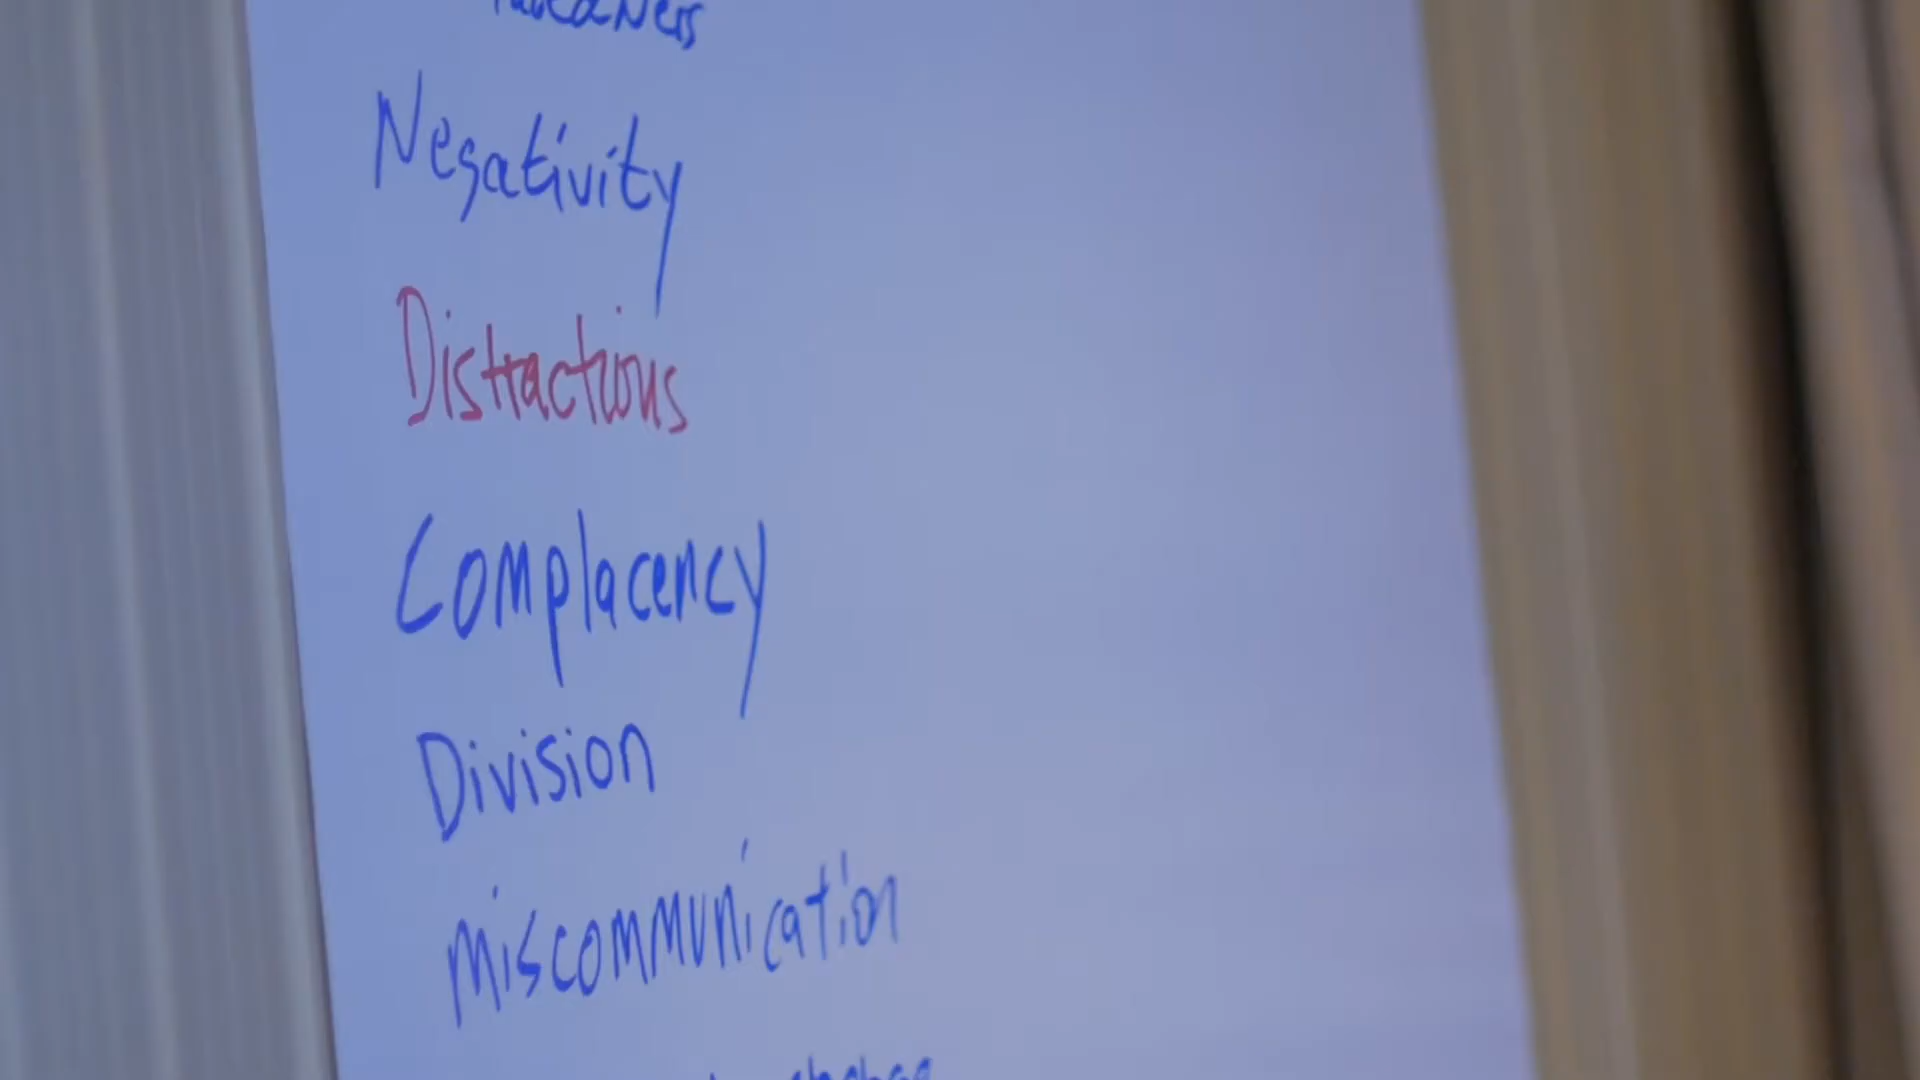 Negativity
Distractions
Complacency
Division
Miscommunication